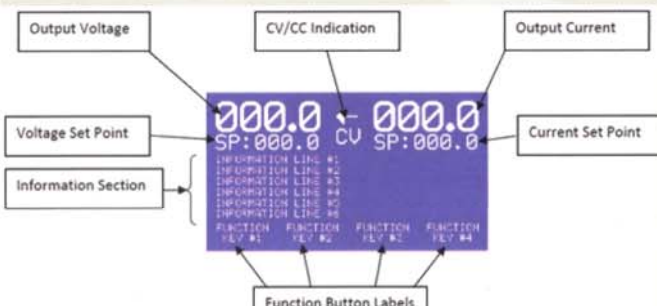 Output Voltage
CV/CC Indication
Output Current
000.0
000.0
Voltage Set Point
SP:000.0
CV
SP:000.0
Current Set Point
Information Section
INFORMATION LINE #1
INFORMATION LINE #2
INFORMATION LINE #3
INFORMATION LINE #4
INFORMATION LINE #5
INFORMATION LINE #6
FUNCTION KEY #1
FUNCTION KEY #2
FUNCTION KEY #3
FUNCTION KEY #4
Function Button Labels